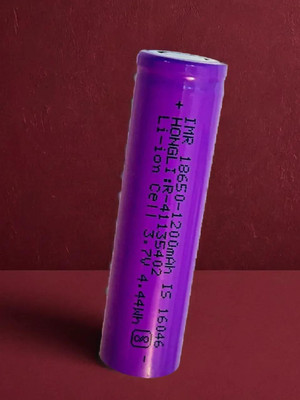 + IMR 18650-1200mAh IS 16046
HONGLI:R-41135402
Li-ion Cell 3.7V 4.44Wh -